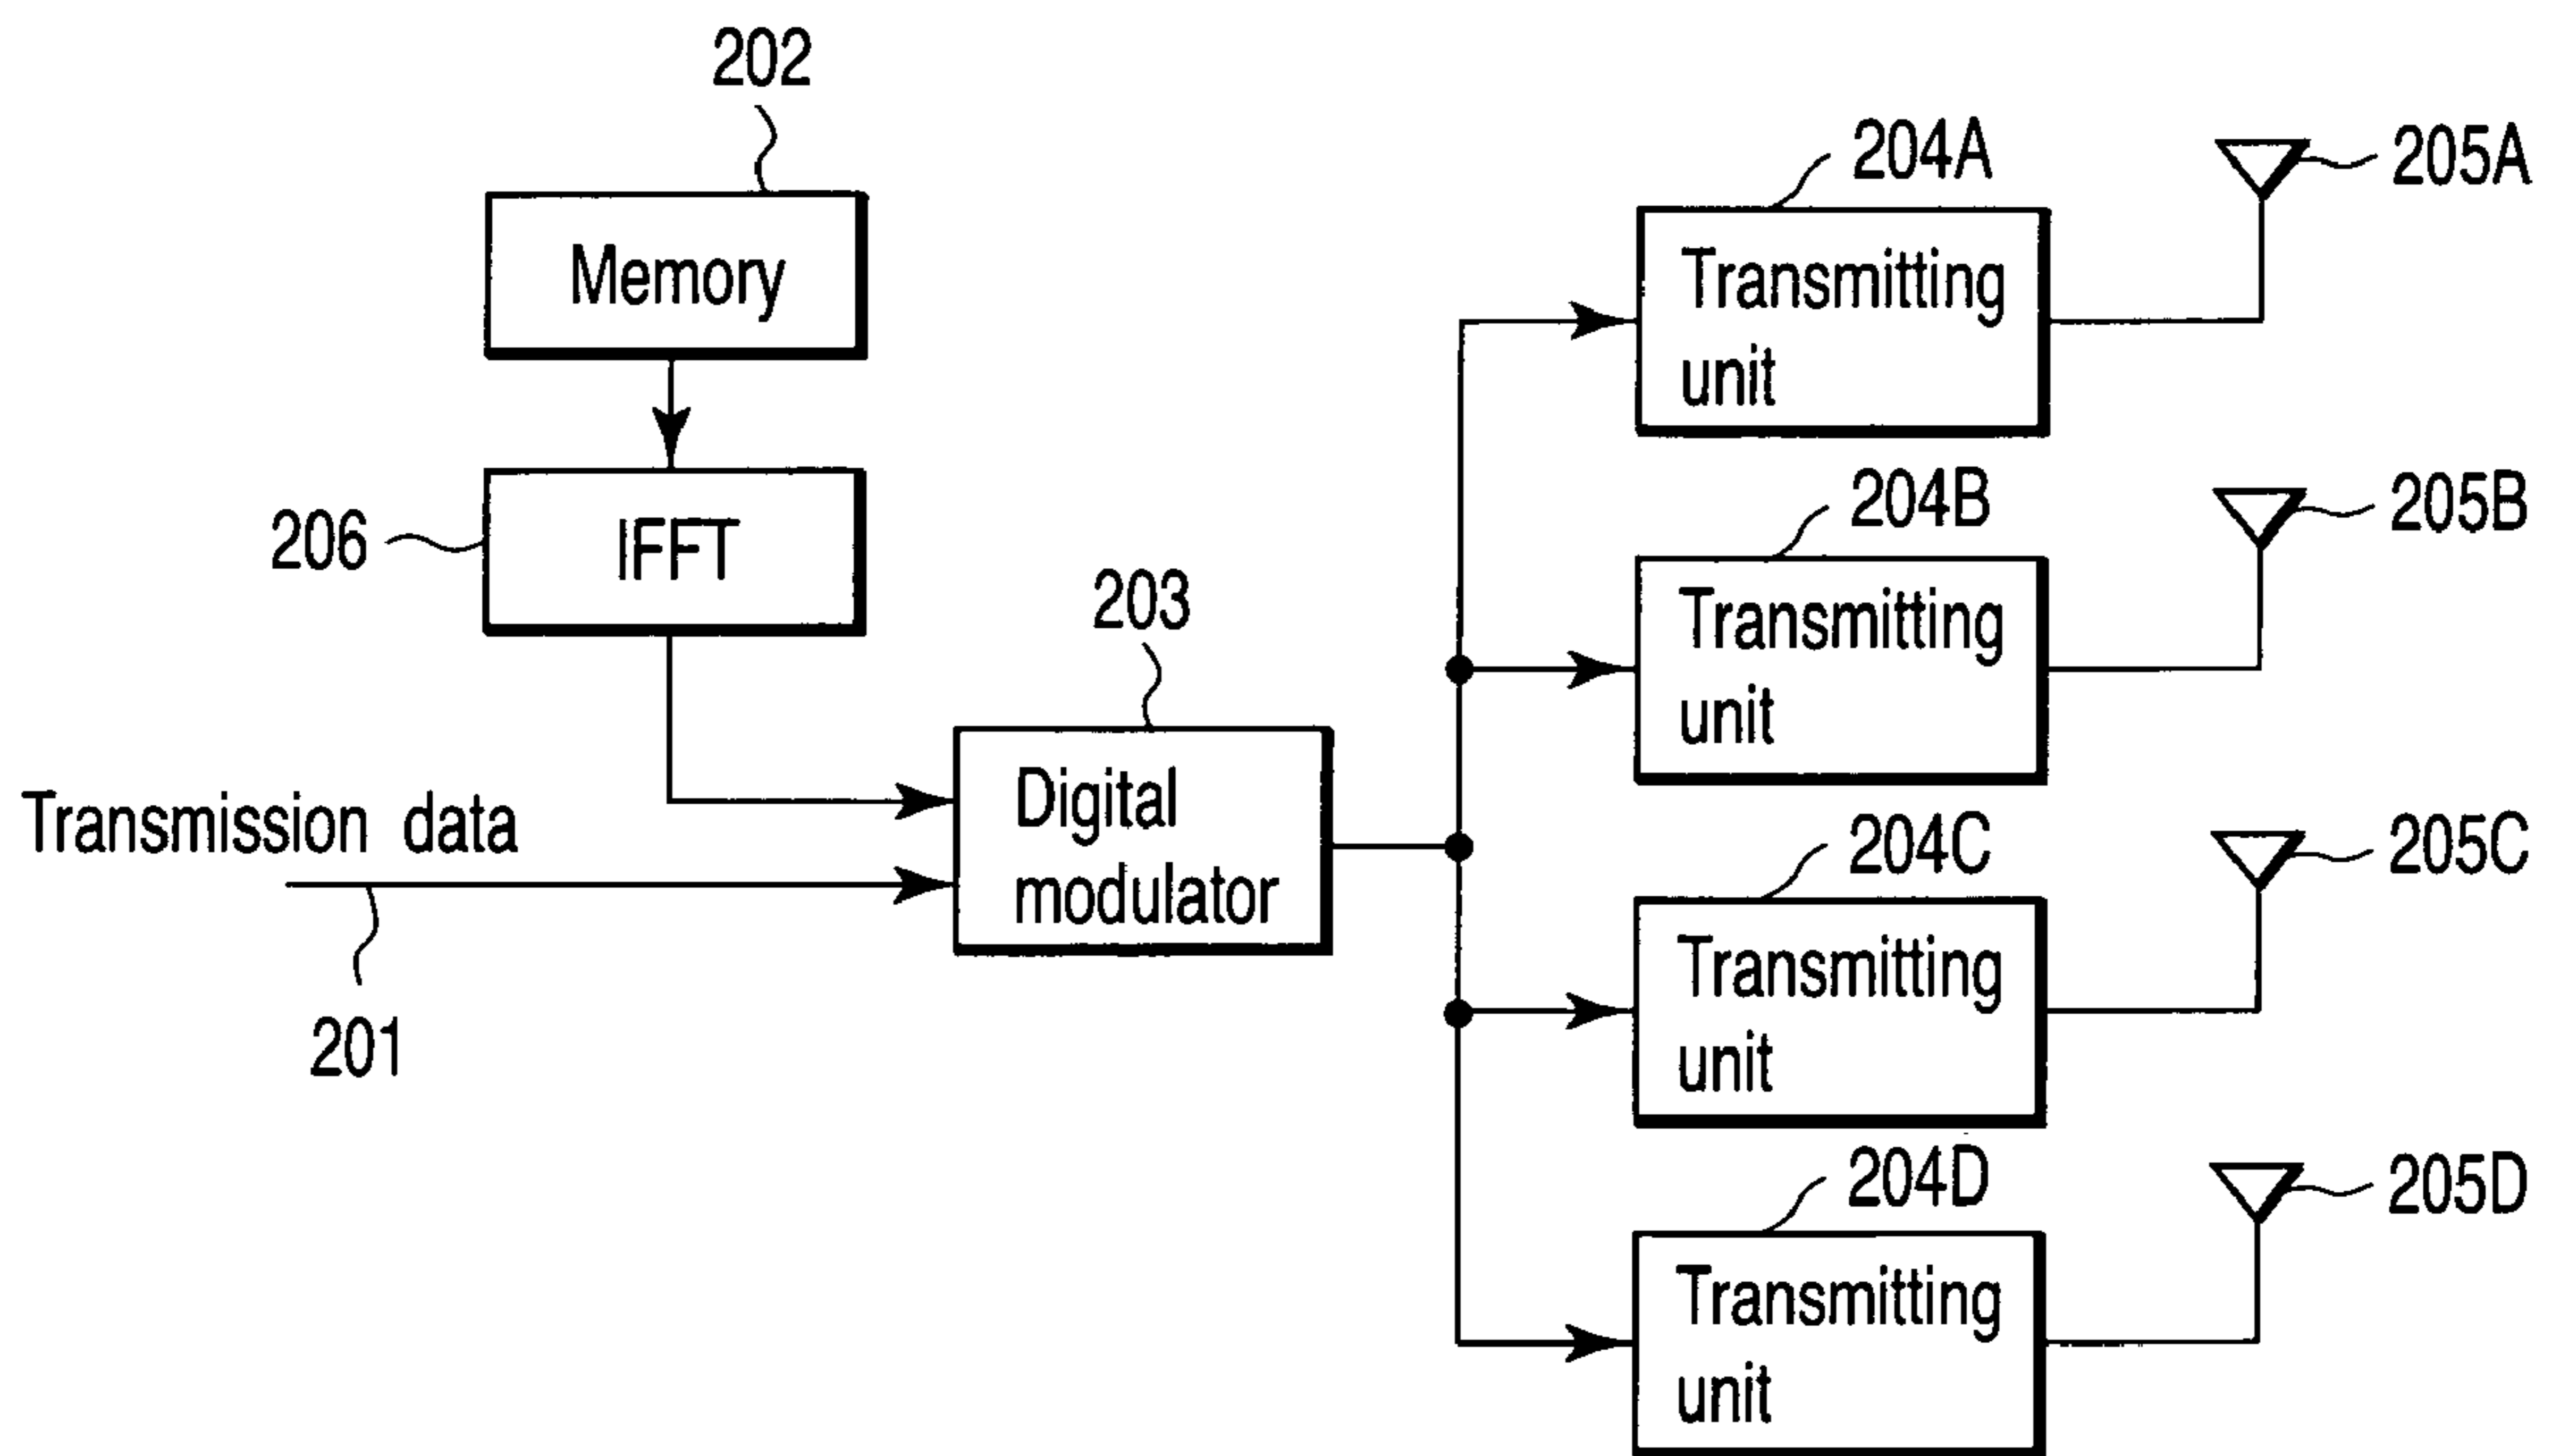 202
Memory
206
IFFT
203
Transmission data
201
Digital
modulator
204A
Transmitting
unit
205A
204B
Transmitting
unit
205B
204C
Transmitting
unit
205C
204D
Transmitting
unit
205D